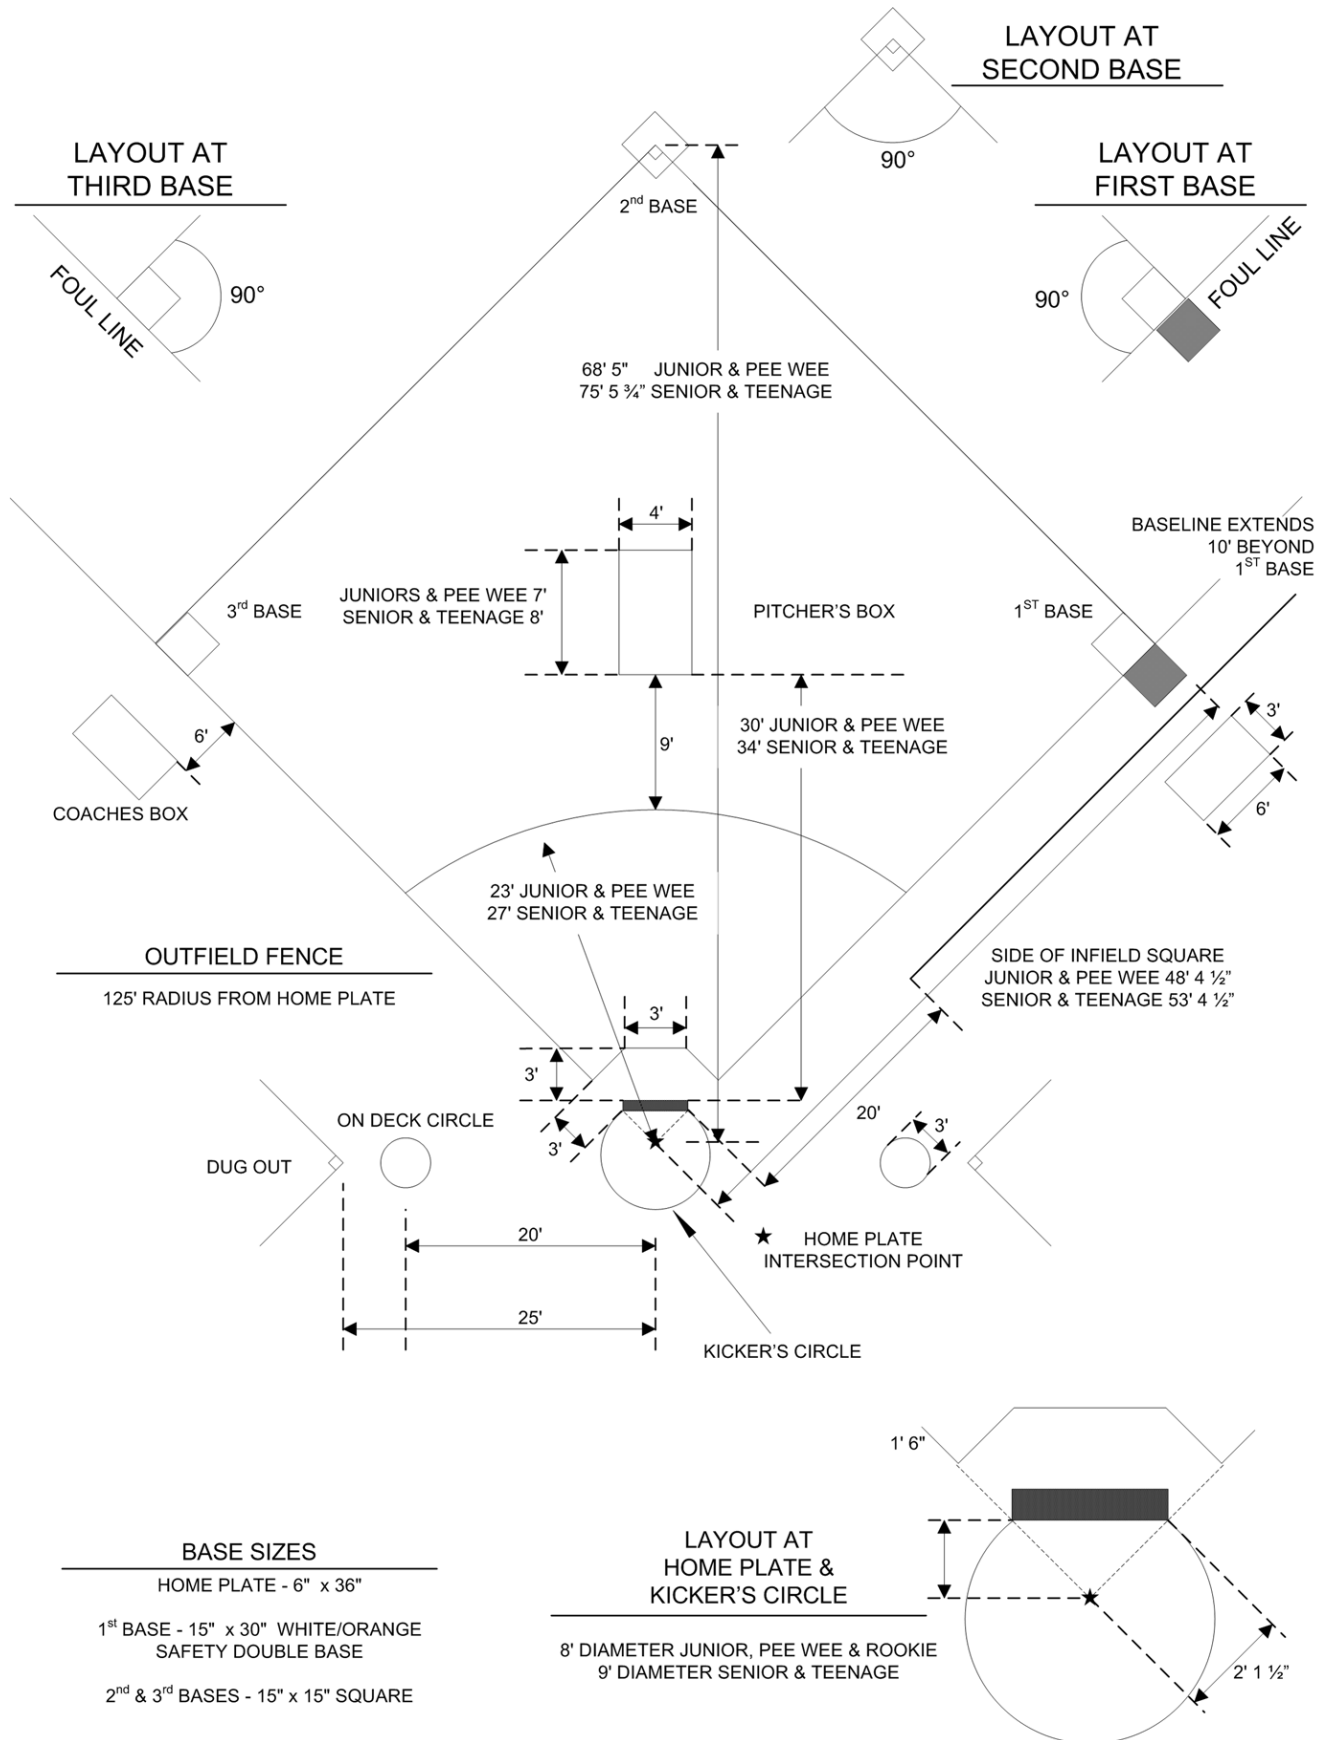 LAYOUT AT
SECOND BASE
90°
LAYOUT AT
THIRD BASE
FOUL LINE
90°
LAYOUT AT
FIRST BASE
90°
FOUL LINE
2nd BASE
68' 5" JUNIOR & PEE WEE
75' 5 ¾” SENIOR & TEENAGE
4'
JUNIORS & PEE WEE 7'
SENIOR & TEENAGE 8'
PITCHER'S BOX
3rd BASE
1ST BASE
BASELINE EXTENDS
10' BEYOND
1ST BASE
6'
COACHES BOX
9'
30' JUNIOR & PEE WEE
34' SENIOR & TEENAGE
3'
6'
23' JUNIOR & PEE WEE
27' SENIOR & TEENAGE
OUTFIELD FENCE
125' RADIUS FROM HOME PLATE
SIDE OF INFIELD SQUARE
JUNIOR & PEE WEE 48' 4 ½”
SENIOR & TEENAGE 53' 4 ½”
3'
3'
3'
20'
3'
ON DECK CIRCLE
DUG OUT
20'
25'
★ HOME PLATE
INTERSECTION POINT
KICKER'S CIRCLE
BASE SIZES
HOME PLATE - 6" x 36"
1st BASE - 15" x 30" WHITE/ORANGE
SAFETY DOUBLE BASE
2nd & 3rd BASES - 15" x 15" SQUARE
LAYOUT AT
HOME PLATE &
KICKER'S CIRCLE
8' DIAMETER JUNIOR, PEE WEE & ROOKIE
9' DIAMETER SENIOR & TEENAGE
1' 6"
2' 1 ½”